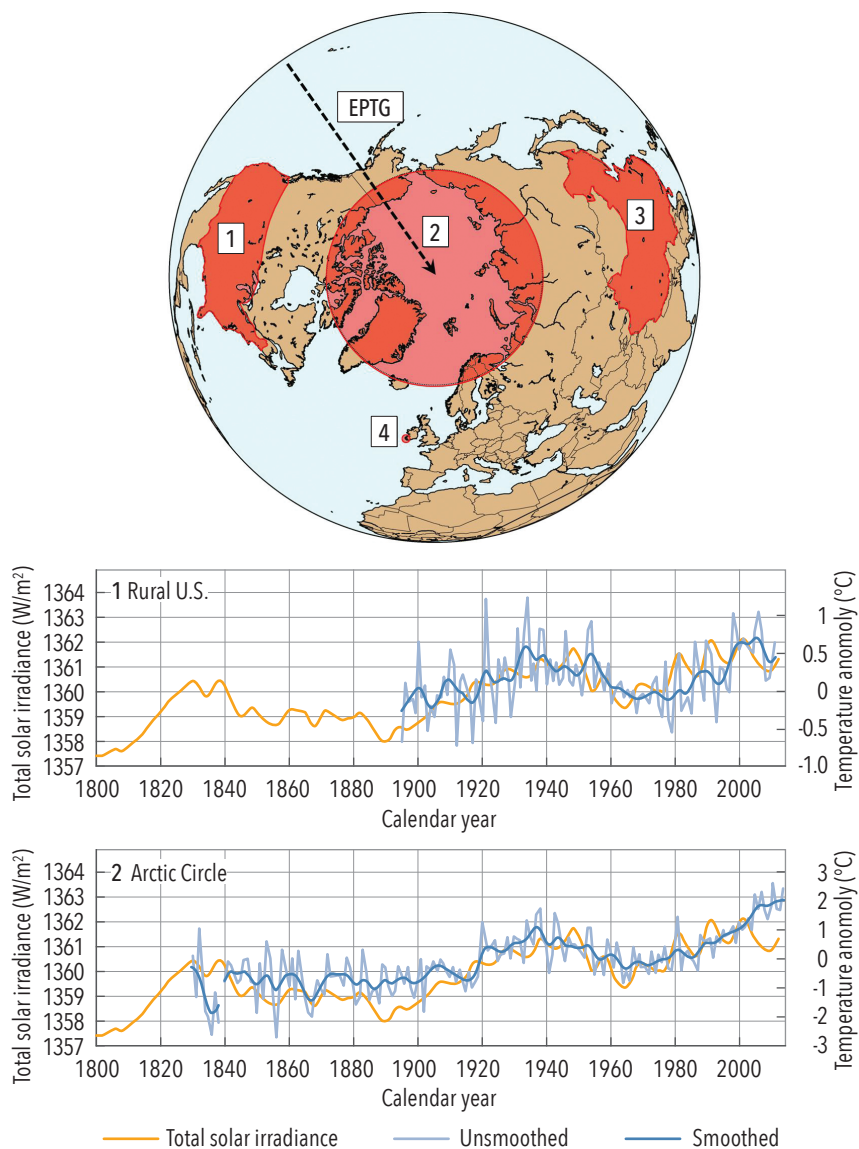 EPTG
1
2
3
4
1 Rural U.S.
Total solar irradiance (W/m²)
1364
1363
1362
1361
1360
1359
1358
1357
1
0.5
0
-0.5
-1.0
Temperature anomoly (°C)
1800 1820 1840 1860 1880 1900 1920 1940 1960 1980 2000
Calendar year
2 Arctic Circle
Total solar irradiance (W/m²)
1364
1363
1362
1361
1360
1359
1358
1357
3
2
1
0
-1
-2
-3
Temperature anomoly (°C)
1800 1820 1840 1860 1880 1900 1920 1940 1960 1980 2000
Calendar year
Total solar irradiance Unsmoothed Smoothed